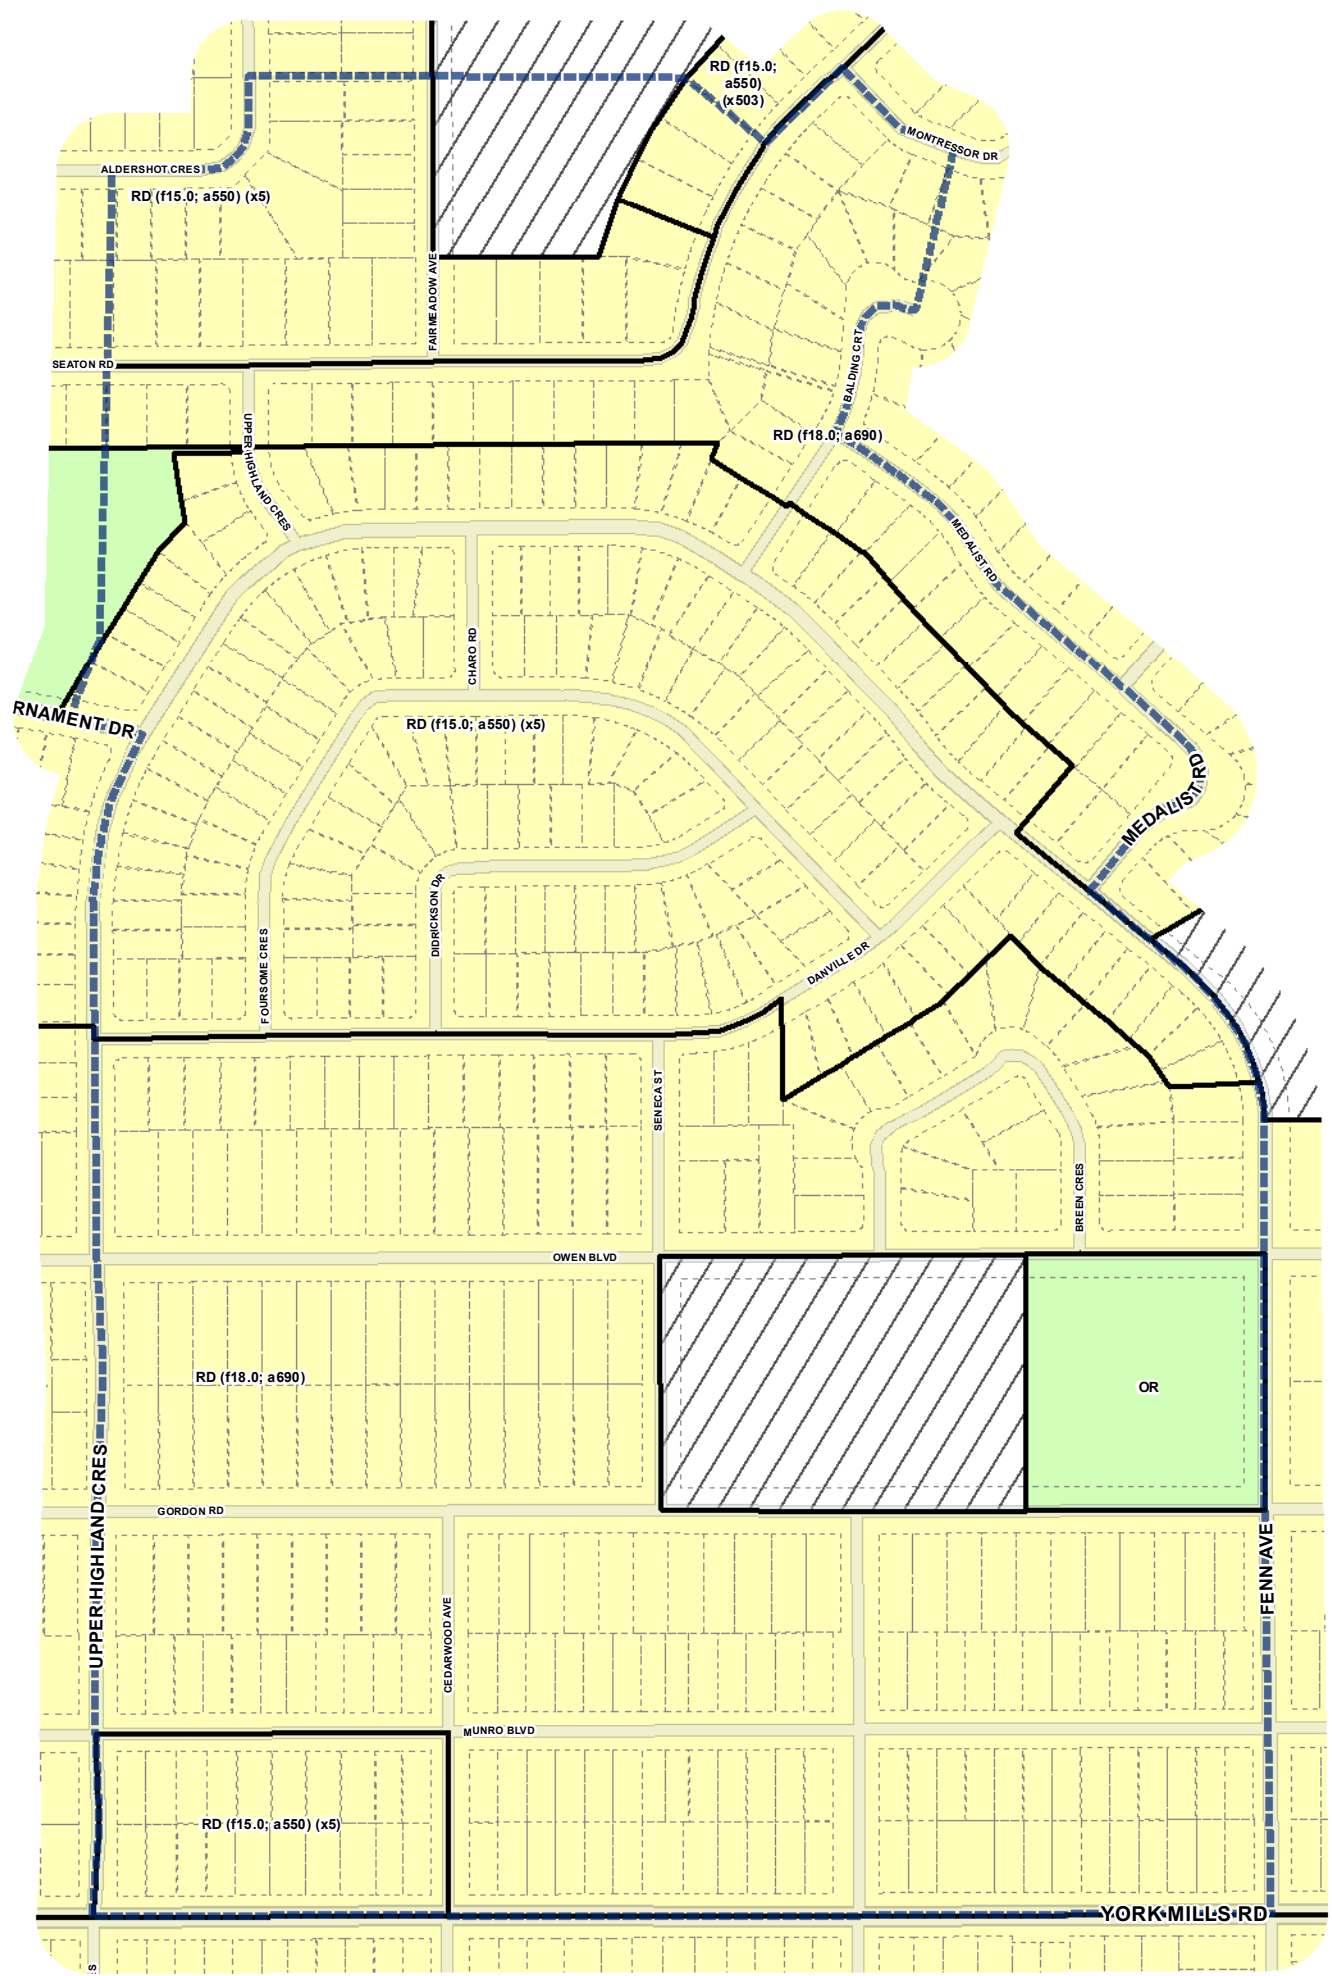 RD (f15.0;
a550)
(x503)
MONTRESSOR DR
ALDERSHOT CRES
RD (f15.0; a550) (x5)
FAIRMEADOW AVE
SEATON RD
BALDING CRT
UPPER HIGHLAND CRES
RD (f18.0; a690)
MEDALIST RD
CHARO RD
RNAMENT DR
RD (f15.0; a550) (x5)
MEDALIST RD
DIDRICKSON DR
FOURSOME CRES
DANVILLE DR
SENECA ST
BREEN CRES
OWEN BLVD
RD (f18.0; a690)
OR
UPPER HIGHLAND CRES
GORDON RD
FENN AVE
CEDARWOOD AVE
MUNRO BLVD
RD (f15.0; a550) (x5)
YORK MILLS RD
ES